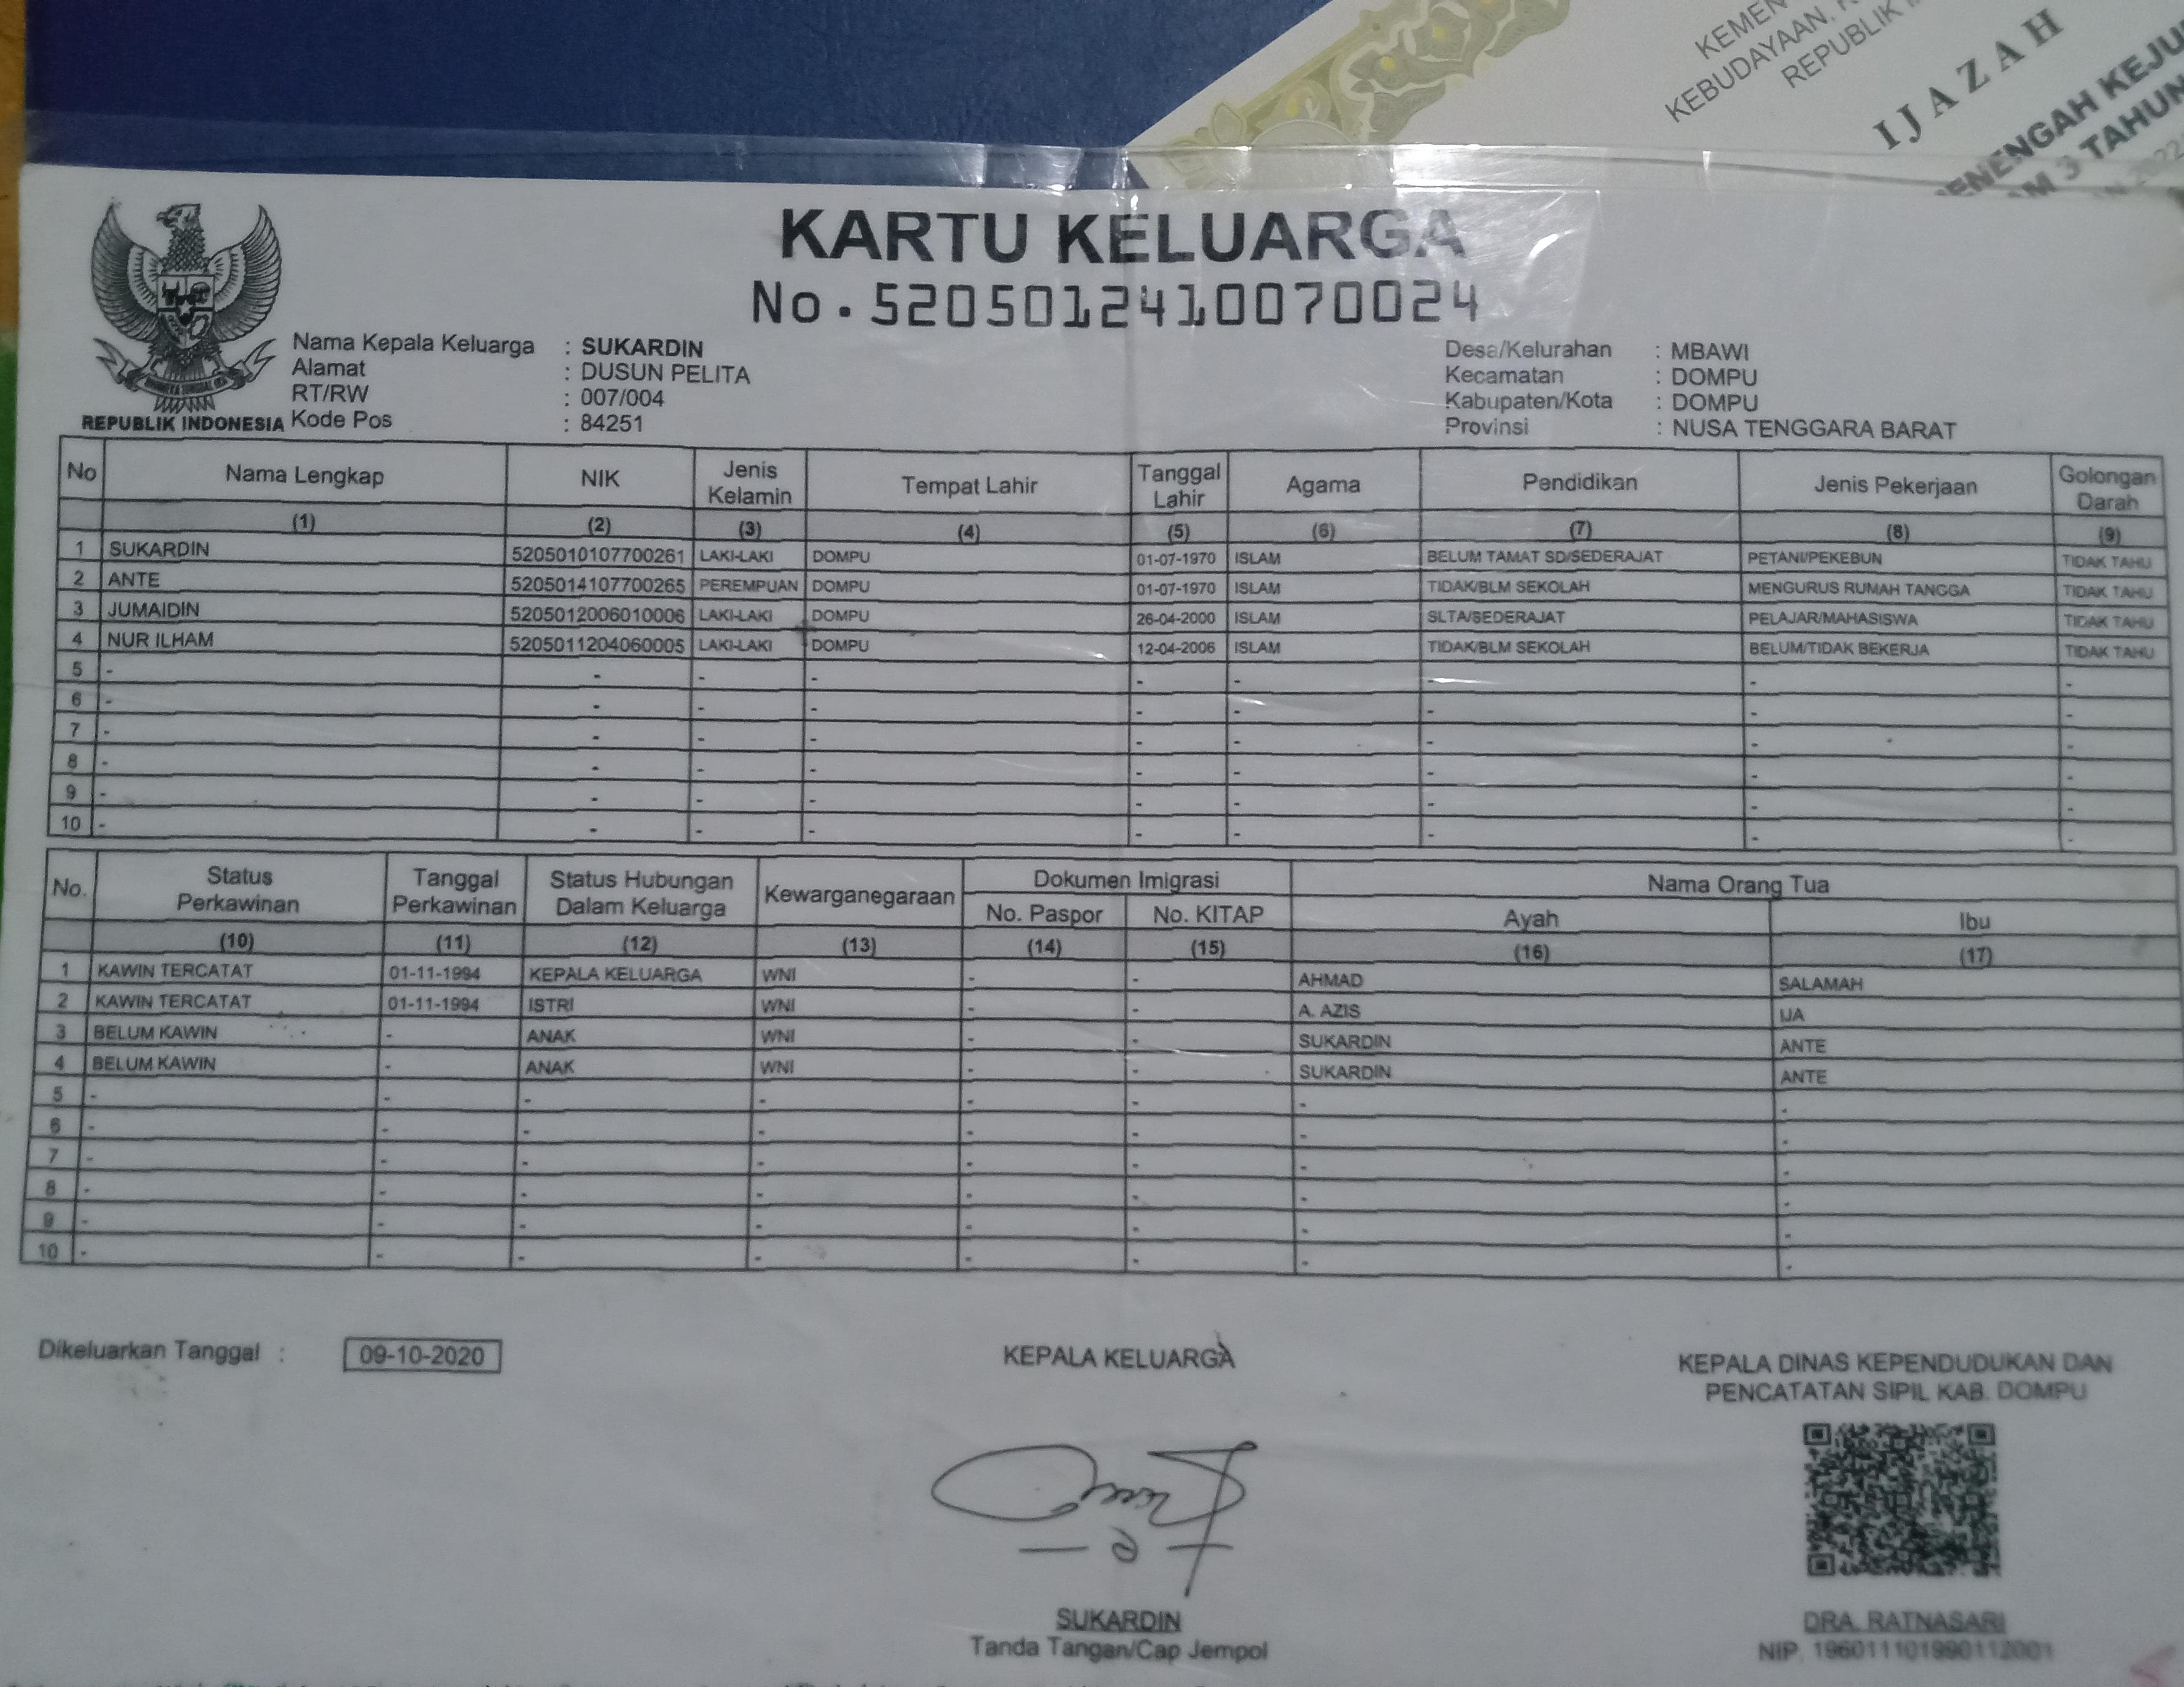 KEBUDAYAAN,
REPUBLIK
IJAZAH
KARTU KELUARGA
No. 5205012410070024
REPUBLIK INDONESIA
Nama Kepala Keluarga : SUKARDIN
Alamat : DUSUN PELITA
RT/RW : 007/004
Kode Pos : 84251
Desa/Kelurahan : MBAWI
Kecamatan : DOMPU
Kabupaten/Kota : DOMPU
Provinsi : NUSA TENGGARA BARAT
No Nama Lengkap NIK Jenis Kelamin Tempat Lahir Tanggal Lahir Agama Pendidikan Jenis Pekerjaan Golongan Darah
(1) (2) (3) (4) (5) (6) (7) (8) (9)
1 SUKARDIN 5205010107700261 LAKI-LAKI DOMPU 01-07-1970 ISLAM BELUM TAMAT SD/SEDERAJAT PETANI/PEKEBUN TIDAK TAHU
2 ANTE 5205014107700265 PEREMPUAN DOMPU 01-07-1970 ISLAM TIDAK/BLM SEKOLAH MENGURUS RUMAH TANGGA TIDAK TAHU
3 JUMAIDIN 5205012006010006 LAKI-LAKI DOMPU 26-04-2000 ISLAM SLTA/SEDERAJAT PELAJAR/MAHASISWA TIDAK TAHU
4 NUR ILHAM 5205011204060005 LAKI-LAKI DOMPU 12-04-2006 ISLAM TIDAK/BLM SEKOLAH BELUM/TIDAK BEKERJA TIDAK TAHU
5 - - - - - - - - -
6 - - - - - - - - -
7 - - - - - - - - -
8 - - - - - - - - -
9 - - - - - - - - -
10 - - - - - - - - -
No. Status Perkawinan Tanggal Perkawinan Status Hubungan Dalam Keluarga Kewarganegaraan Dokumen Imigrasi Nama Orang Tua
No. Paspor No. KITAP Ayah Ibu
(10) (11) (12) (13) (14) (15) (16) (17)
1 KAWIN TERCATAT 01-11-1994 KEPALA KELUARGA WNI - - AHMAD SALAMAH
2 KAWIN TERCATAT 01-11-1994 ISTRI WNI - - A. AZIS
3 BELUM KAWIN - ANAK WNI - - SUKARDIN ANTE
4 BELUM KAWIN - ANAK WNI - - SUKARDIN ANTE
5 - - - - - - - -
6 - - - - - - - -
7 - - - - - - - -
8 - - - - - - - -
9 - - - - - - - -
10 - - - - - - - -
Dikeluarkan Tanggal : 09-10-2020
KEPALA KELUARGA
SUKARDIN
Tanda Tangan/Cap Jempol
KEPALA DINAS KEPENDUDUKAN DAN
PENCATATAN SIPIL KAB. DOMPU
DRA. RATNASARI
NIP. 196011101990112001